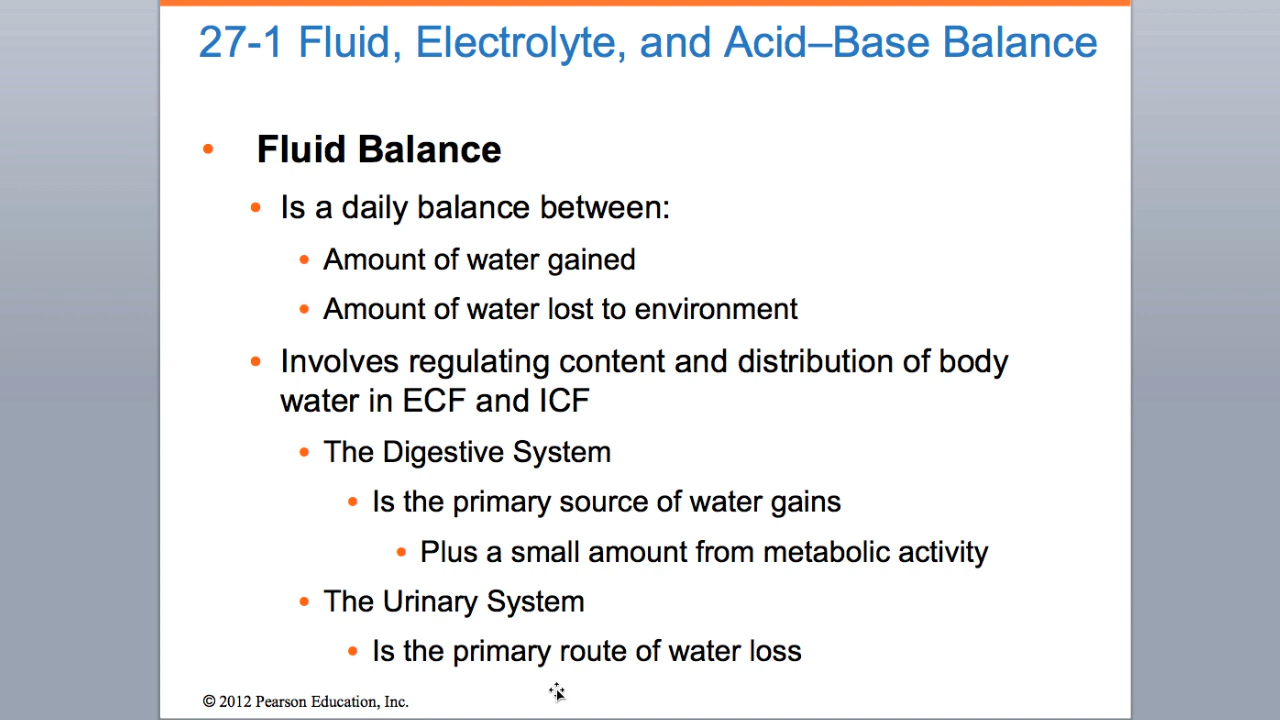 27-1 Fluid, Electrolyte, and Acid–Base Balance
• Fluid Balance
• Is a daily balance between:
• Amount of water gained
• Amount of water lost to environment
• Involves regulating content and distribution of body
water in ECF and ICF
• The Digestive System
• Is the primary source of water gains
• Plus a small amount from metabolic activity
• The Urinary System
• Is the primary route of water loss
© 2012 Pearson Education, Inc.